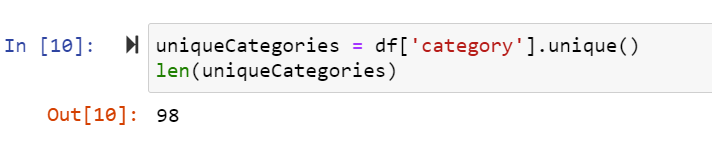 In [10]: uniqueCategories = df['category'].unique()
len(uniqueCategories)
Out[10]: 98